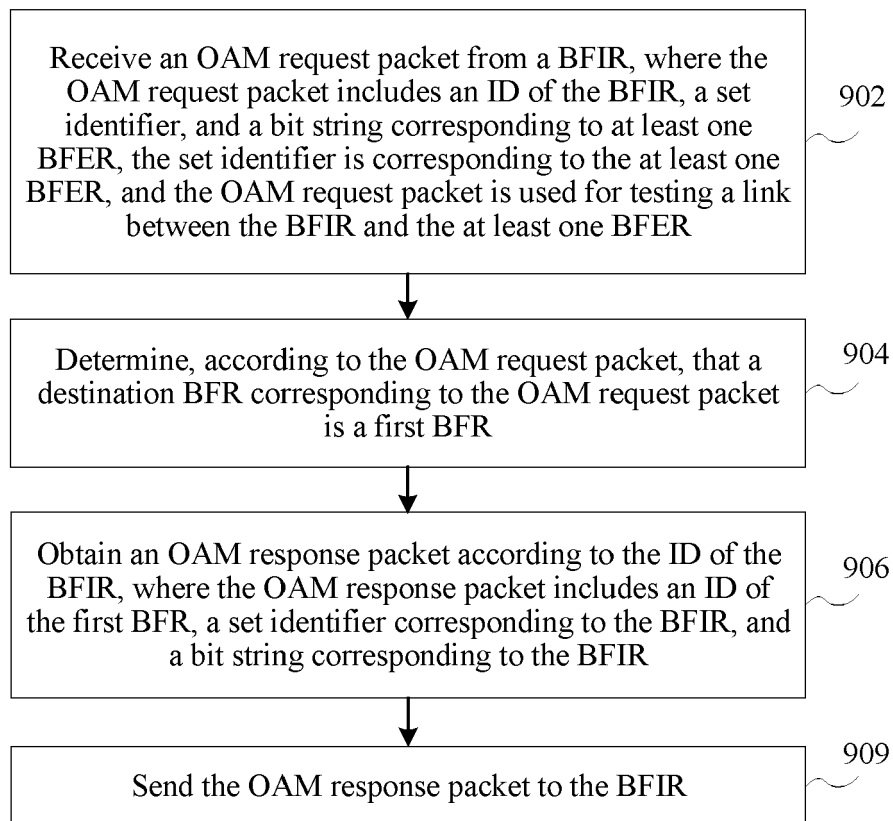 Receive an OAM request packet from a BFIR, where the
OAM request packet includes an ID of the BFIR, a set
identifier, and a bit string corresponding to at least one
BFER, the set identifier is corresponding to the at least one
BFER, and the OAM request packet is used for testing a link
between the BFIR and the at least one BFER
902
Determine, according to the OAM request packet, that a
destination BFR corresponding to the OAM request packet
is a first BFR
904
Obtain an OAM response packet according to the ID of the
BFIR, where the OAM response packet includes an ID of
the first BFR, a set identifier corresponding to the BFIR, and
a bit string corresponding to the BFIR
906
Send the OAM response packet to the BFIR
909